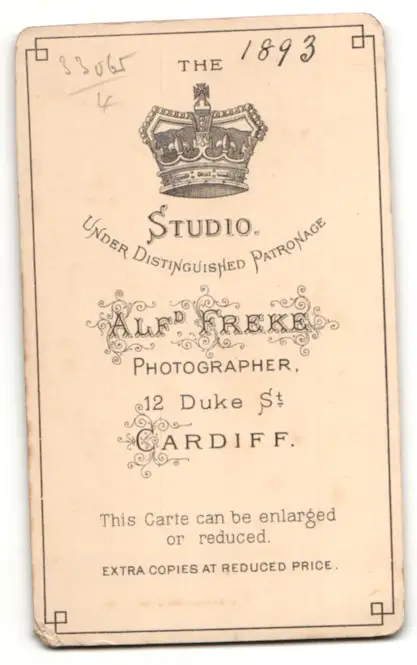 33065
4
1893
THE
STUDIO.
UNDER DISTINGUISHED PATRONAGE
ALFD FREKE
PHOTOGRAPHER,
12 Duke St
CARDIFF.
This Carte can be enlarged
or reduced.
EXTRA COPIES AT REDUCED PRICE.